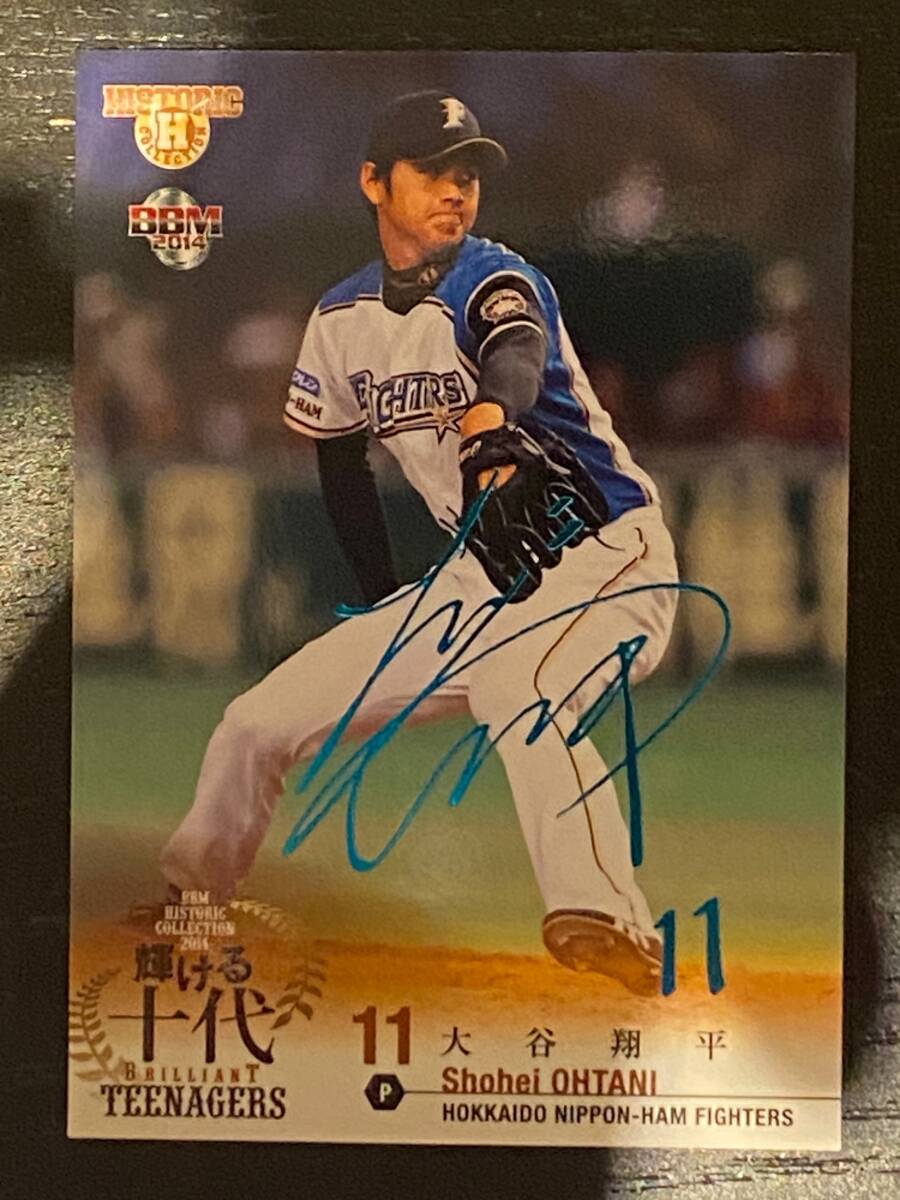 HISTORIC
H
COLLECTION
BBM
2014
F
FIGHTERS
-HAM
11
BBM
HISTORIC
COLLECTION
2014
輝ける
十代
BRILLIANT
TEENAGERS
11
大谷翔平
P
Shohei OHTANI
HOKKAIDO NIPPON-HAM FIGHTERS